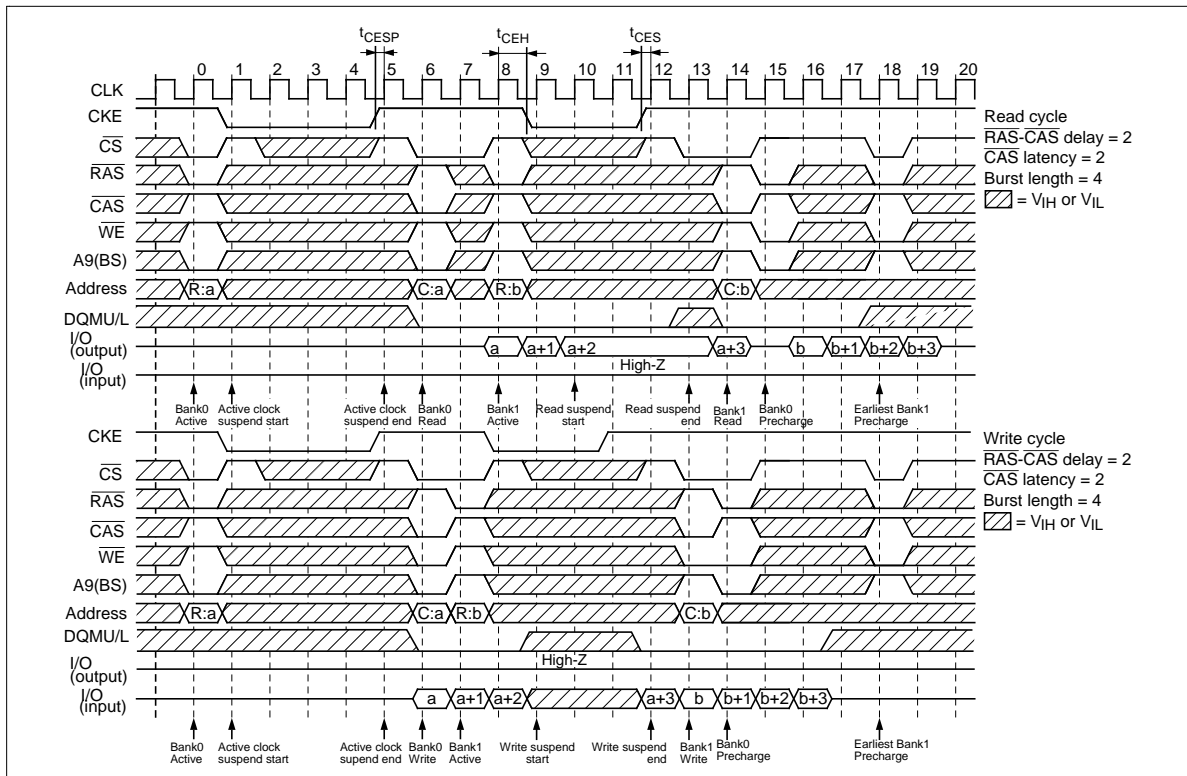 tCESP tCEH tCES
0 1 2 3 4 5 6 7 8 9 10 11 12 13 14 15 16 17 18 19 20
CLK
CKE
CS
RAS
CAS
WE
A9(BS)
Address R:a C:a R:b C:b
DQMU/L
I/O
(output)
a a+1 a+2 a+3 b b+1 b+2 b+3
High-Z
I/O
(input)
Read cycle
RAS-CAS delay = 2
CAS latency = 2
Burst length = 4
= VIH or VIL
Bank0
Active
Active clock
suspend start
Active clock
suspend end
Bank0
Read
Bank1
Active
Read suspend
start
Read suspend
end
Bank1
Read
Bank0
Precharge
Earliest Bank1
Precharge
CKE
CS
RAS
CAS
WE
A9(BS)
Address R:a C:a R:b C:b
DQMU/L
High-Z
I/O
(output)
I/O
(input)
a a+1 a+2 a+3 b b+1 b+2 b+3
Write cycle
RAS-CAS delay = 2
CAS latency = 2
Burst length = 4
= VIH or VIL
Bank0
Active
Active clock
suspend start
Active clock
supend end
Bank0
Write
Bank1
Active
Write suspend
start
Write suspend
end
Bank1
Write
Bank0
Precharge
Earliest Bank1
Precharge